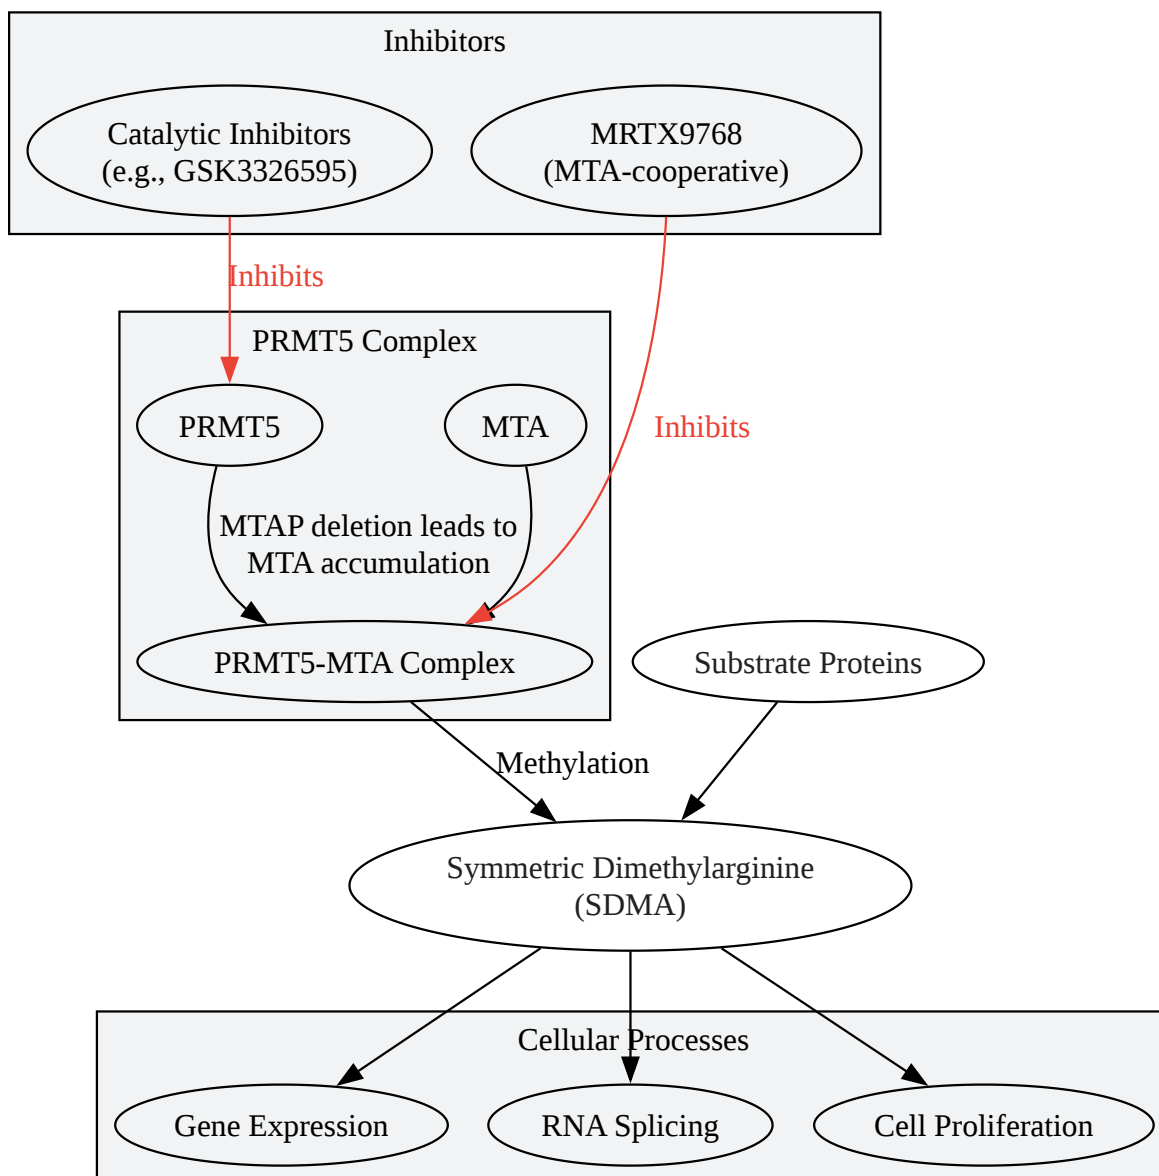 Inhibitors
Catalytic Inhibitors
(e.g., GSK3326595)
MRTX9768
(MTA-cooperative)
Inhibits
PRMT5 Complex
PRMT5
MTA
Inhibits
MTAP deletion leads to
MTA accumulation
PRMT5-MTA Complex
Substrate Proteins
Methylation
Symmetric Dimethylarginine
(SDMA)
Cellular Processes
Gene Expression
RNA Splicing
Cell Proliferation